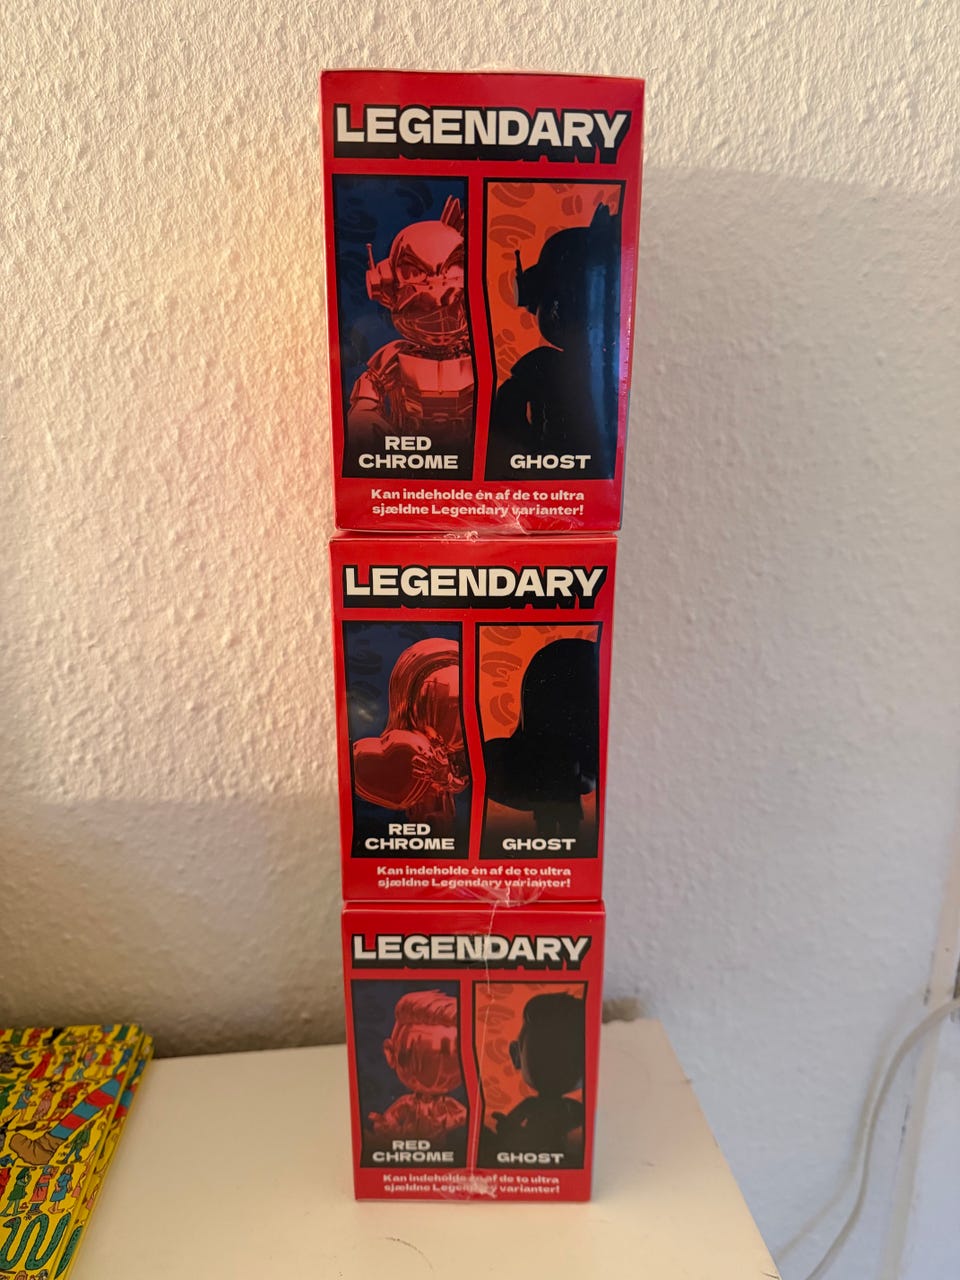 LEGENDARY
RED
CHROME
GHOST
Kan indeholde én af de to ultra
sjældne Legendary varianter!
LEGENDARY
RED
CHROME
GHOST
Kan indeholde én af de to ultra
sjældne Legendary varianter!
LEGENDARY
RED
CHROME
GHOST
Kan indeholde én af de to ultra
sjældne Legendary varianter!